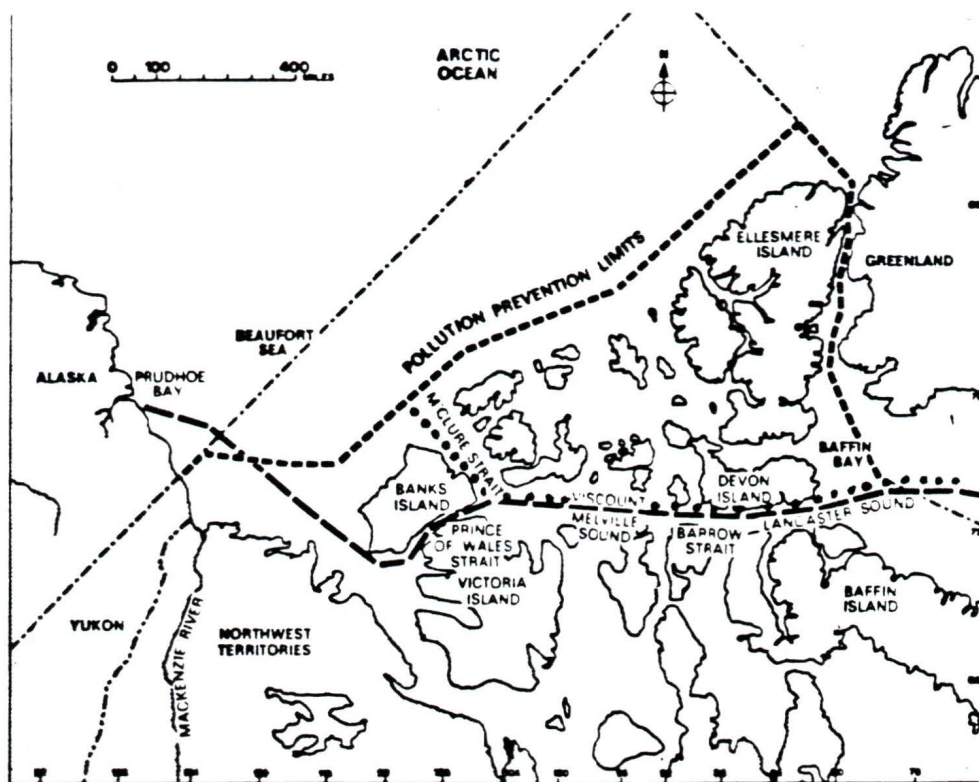 ARCTIC
OCEAN
0 100 400
MILES
N
POLLUTION PREVENTION LIMITS
ELLESMERE
ISLAND
GREENLAND
BEAUFORT
SEA
ALASKA
PRUDHOE
BAY
M'CLURE STRAIT
BANKS
ISLAND
VISCOUNT
MELVILLE
SOUND
DEVON
ISLAND
BAFFIN
BAY
LANCASTER SOUND
BARROW
STRAIT
PRINCE
OF WALES
STRAIT
VICTORIA
ISLAND
BAFFIN
ISLAND
YUKON
MACKENZIE RIVER
NORTHWEST
TERRITORIES
70